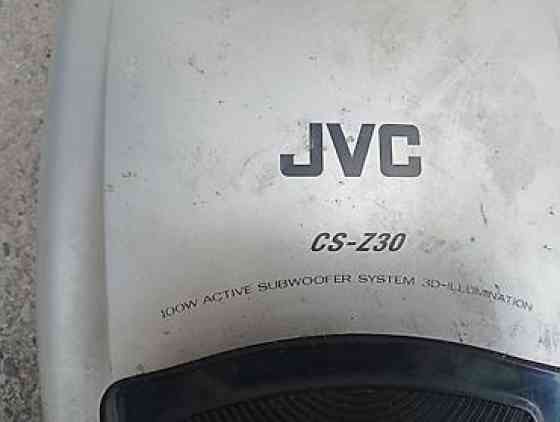 JVC
CS-Z30
100W ACTIVE SUBWOOFER SYSTEM 3D-ILLUMINATION